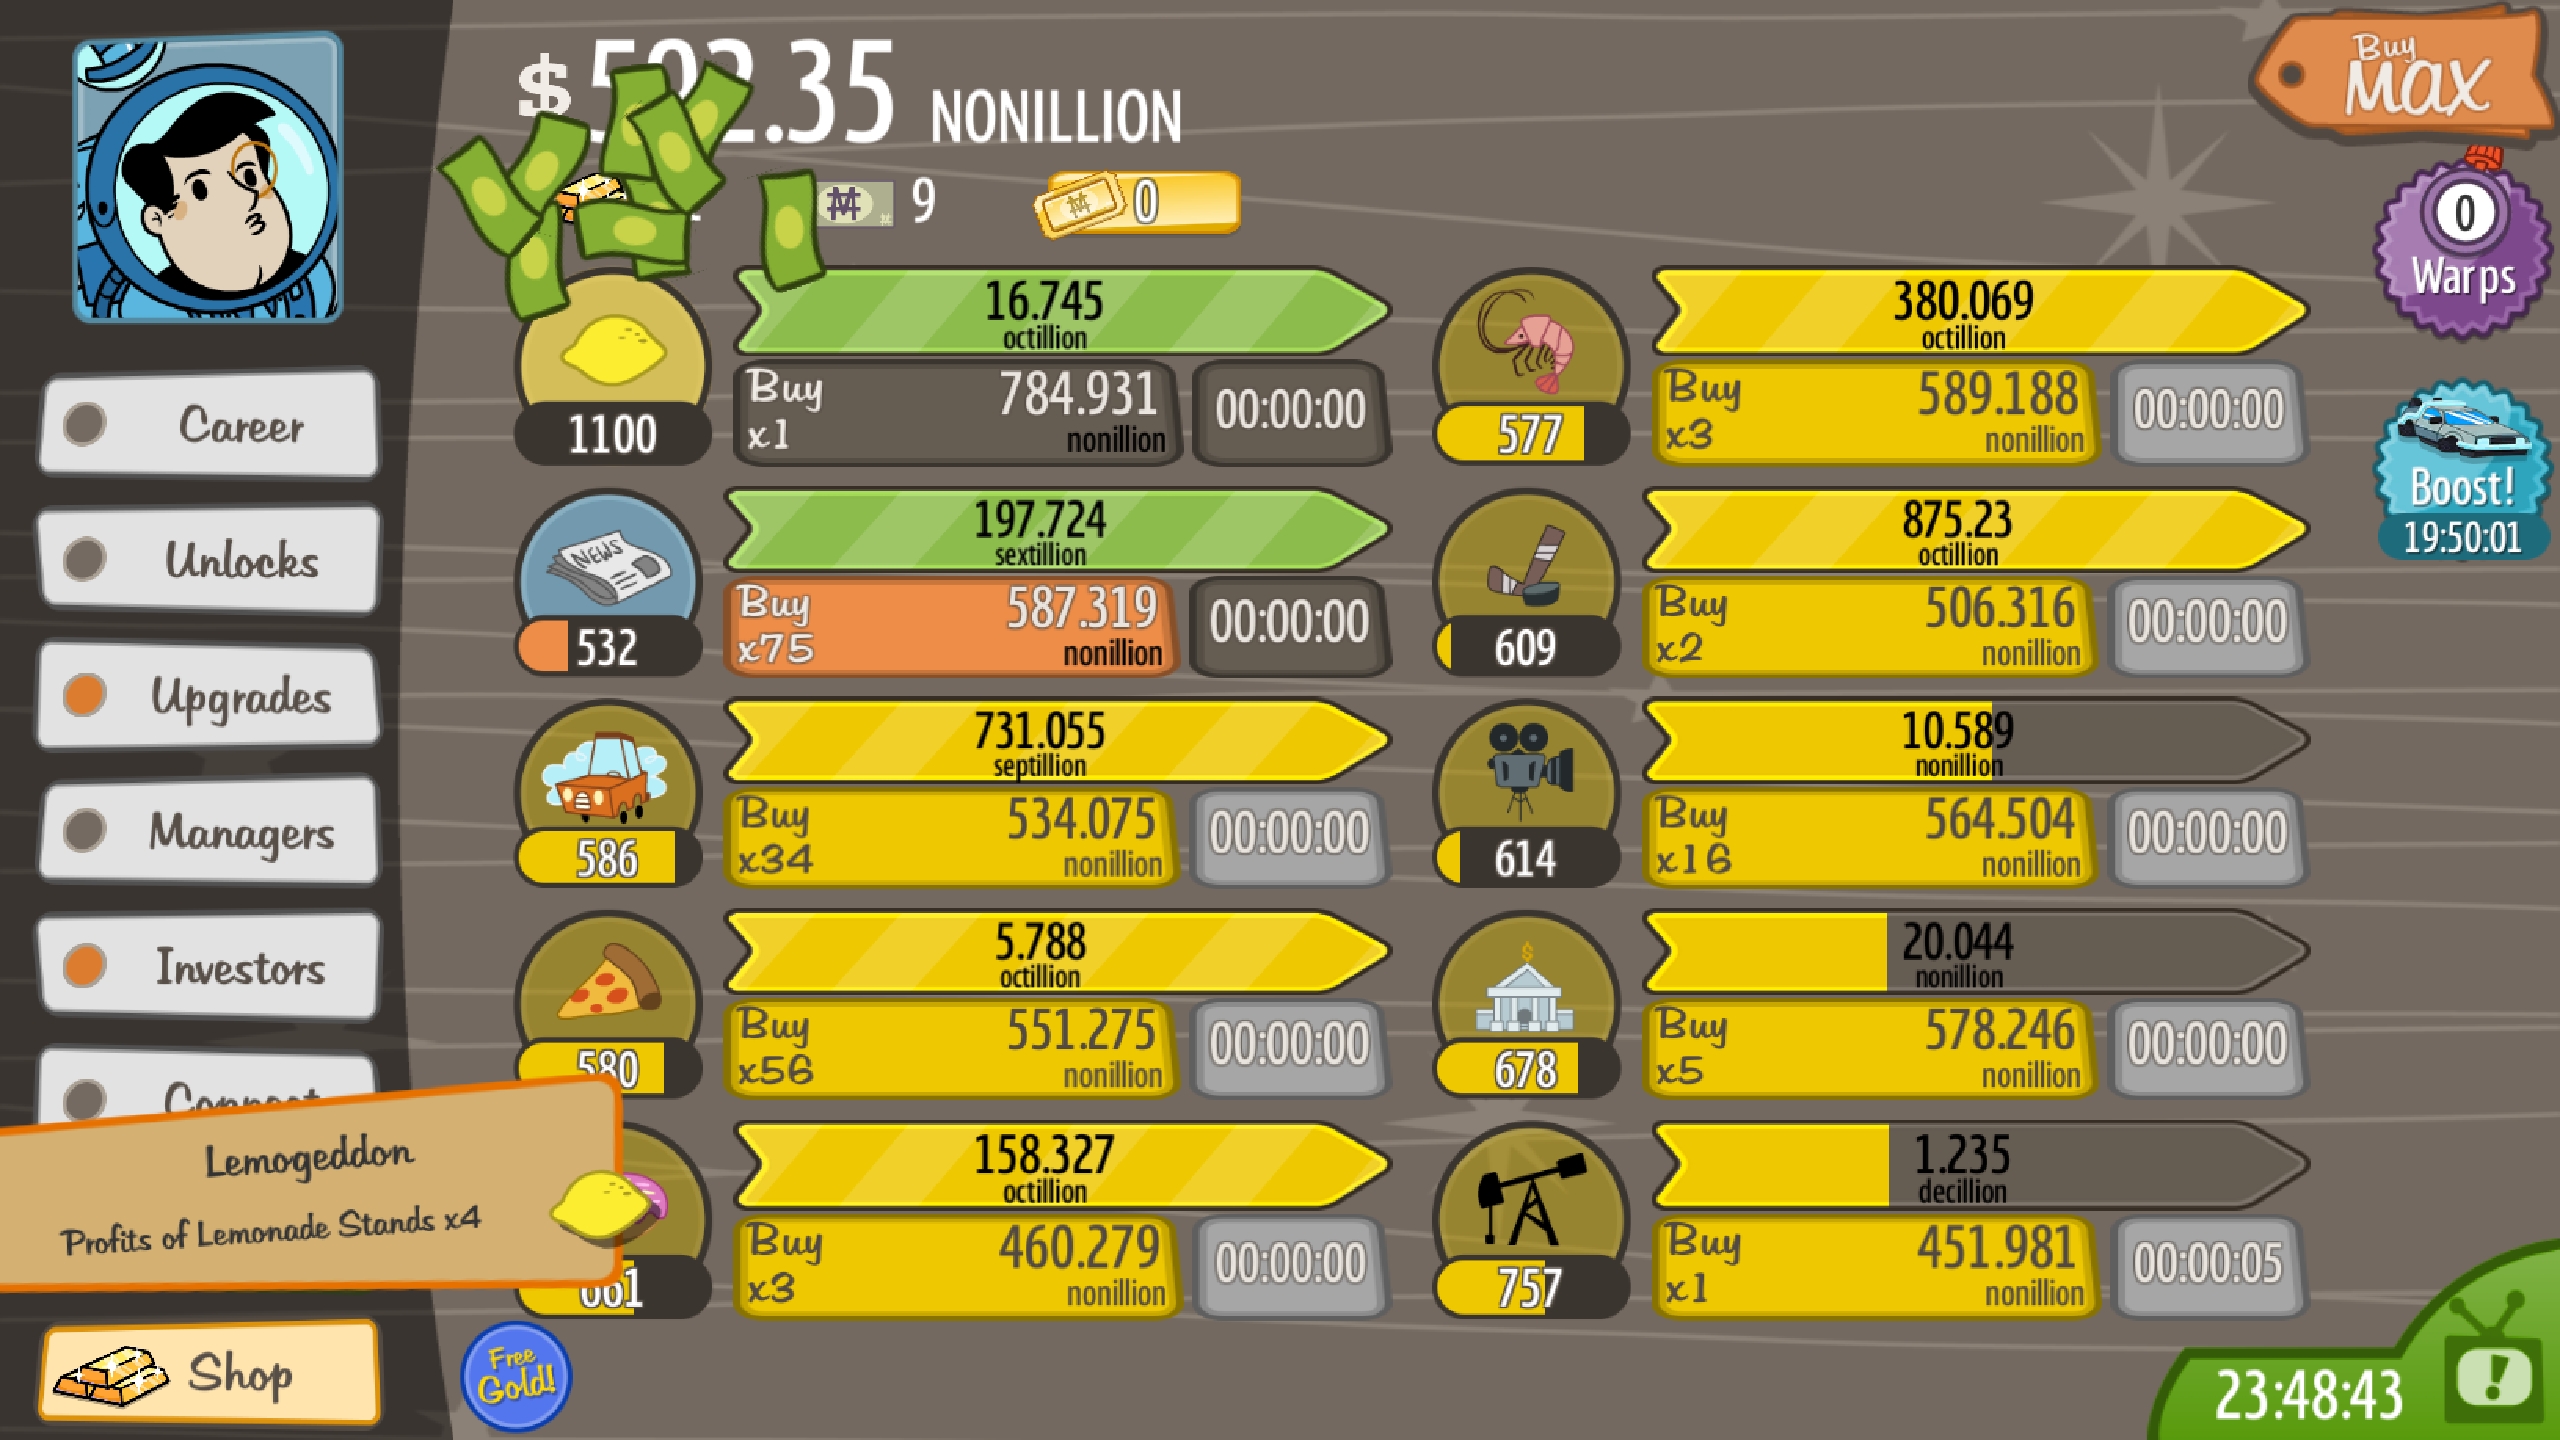 $592.35 NONILLION
Buy
MAX
9
0
0
Warps
Boost!
19:50:01
Career
Unlocks
Upgrades
Managers
Investors
Connect
Lemogeddon
Profits of Lemonade Stands x4
Shop
Free
Gold!
16.745
octillion
1100
Buy
x1
784.931
nonillion
00:00:00
NEWS
197.724
sextillion
532
Buy
x75
587.319
nonillion
00:00:00
731.055
septillion
586
Buy
x34
534.075
nonillion
00:00:00
5.788
octillion
580
Buy
x56
551.275
nonillion
00:00:00
158.327
octillion
661
Buy
x3
460.279
nonillion
00:00:00
380.069
octillion
577
Buy
x3
589.188
nonillion
00:00:00
875.23
octillion
609
Buy
x2
506.316
nonillion
00:00:00
10.589
nonillion
614
Buy
x16
564.504
nonillion
00:00:00
20.044
nonillion
678
Buy
x5
578.246
nonillion
00:00:00
1.235
decillion
757
Buy
x1
451.981
nonillion
00:00:05
23:48:43